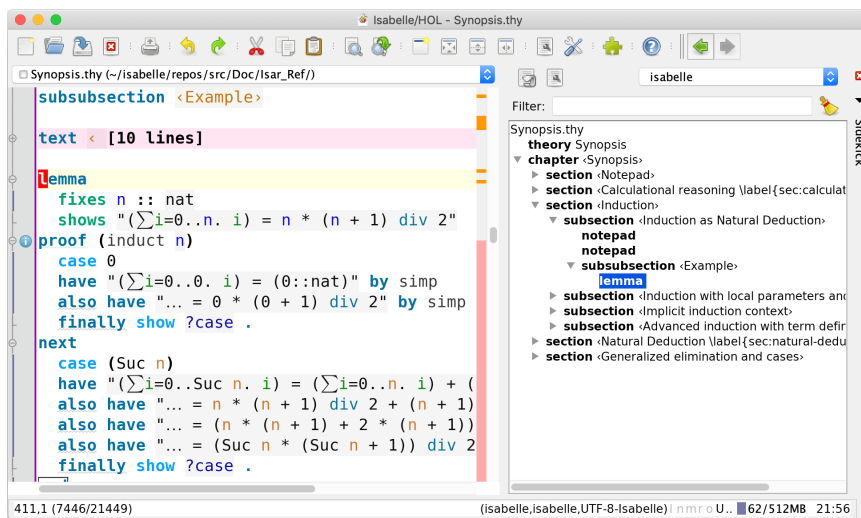 Isabelle/HOL - Synopsis.thy
Synopsis.thy (~/isabelle/repos/src/Doc/Isar_Ref/)
subsubsection ‹Example›
text ‹ [10 lines]
lemma
fixes n :: nat
shows "(∑i=0..n. i) = n * (n + 1) div 2"
proof (induct n)
case 0
have "(∑i=0..0. i) = (0::nat)" by simp
also have "... = 0 * (0 + 1) div 2" by simp
finally show ?case .
next
case (Suc n)
have "(∑i=0..Suc n. i) = (∑i=0..n. i) + (
also have "... = n * (n + 1) div 2 + (n + 1)
also have "... = (n * (n + 1) + 2 * (n + 1))
also have "... = (Suc n * (Suc n + 1)) div 2
finally show ?case .
isabelle
Filter:
Synopsis.thy
theory Synopsis
chapter ‹Synopsis›
section ‹Notepad›
section ‹Calculational reasoning \label{sec:calculat
section ‹Induction›
subsection ‹Induction as Natural Deduction›
notepad
notepad
subsubsection ‹Example›
lemma
subsection ‹Induction with local parameters and
subsection ‹Implicit induction context›
subsection ‹Advanced induction with term defin
section ‹Natural Deduction \label{sec:natural-dedu
section ‹Generalized elimination and cases›
SideKick
411,1 (7446/21449)
(isabelle,isabelle,UTF-8-Isabelle) n m r o U.. 62/512MB 21:56